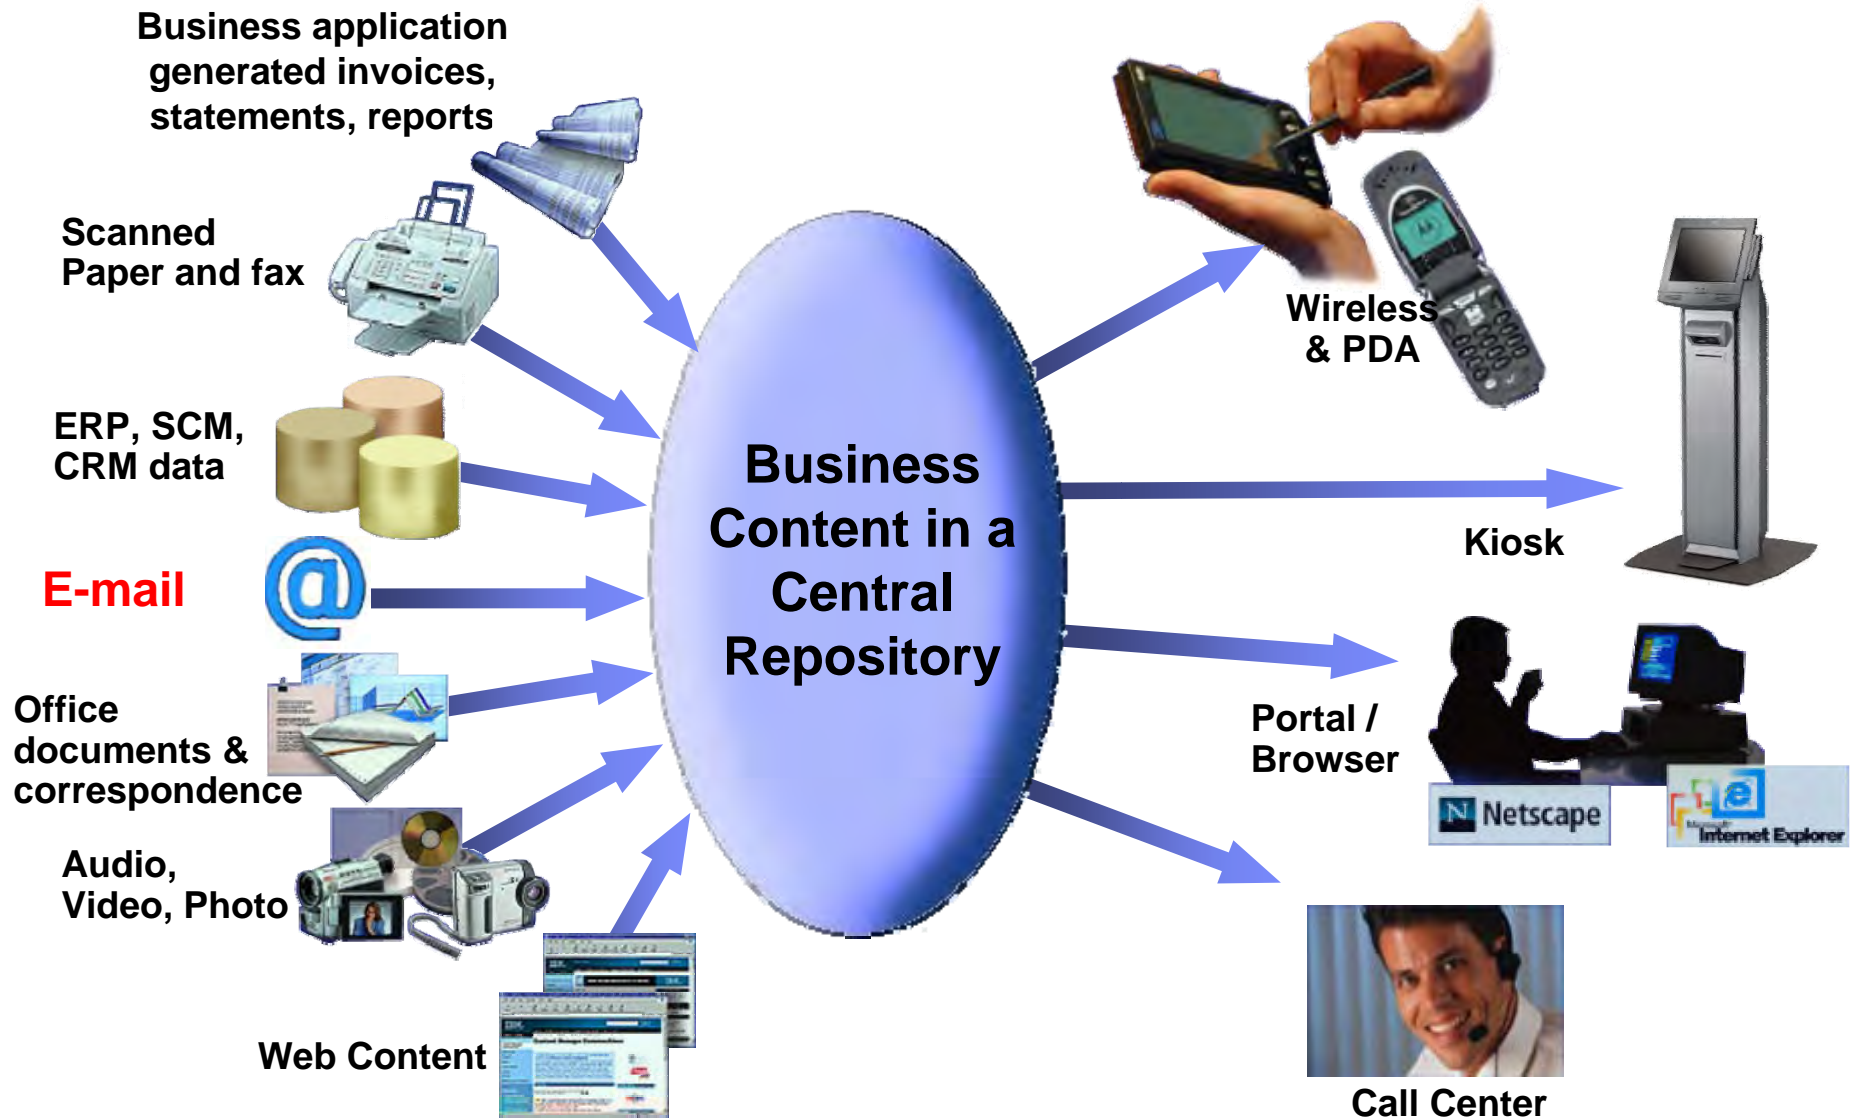 Business application
generated invoices,
statements, reports
Scanned
Paper and fax
ERP, SCM,
CRM data
E-mail
Office
documents &
correspondence
Audio,
Video, Photo
Web Content
Business
Content in a
Central
Repository
Wireless
& PDA
Kiosk
Portal /
Browser
N Netscape
Microsoft
Internet Explorer
Call Center